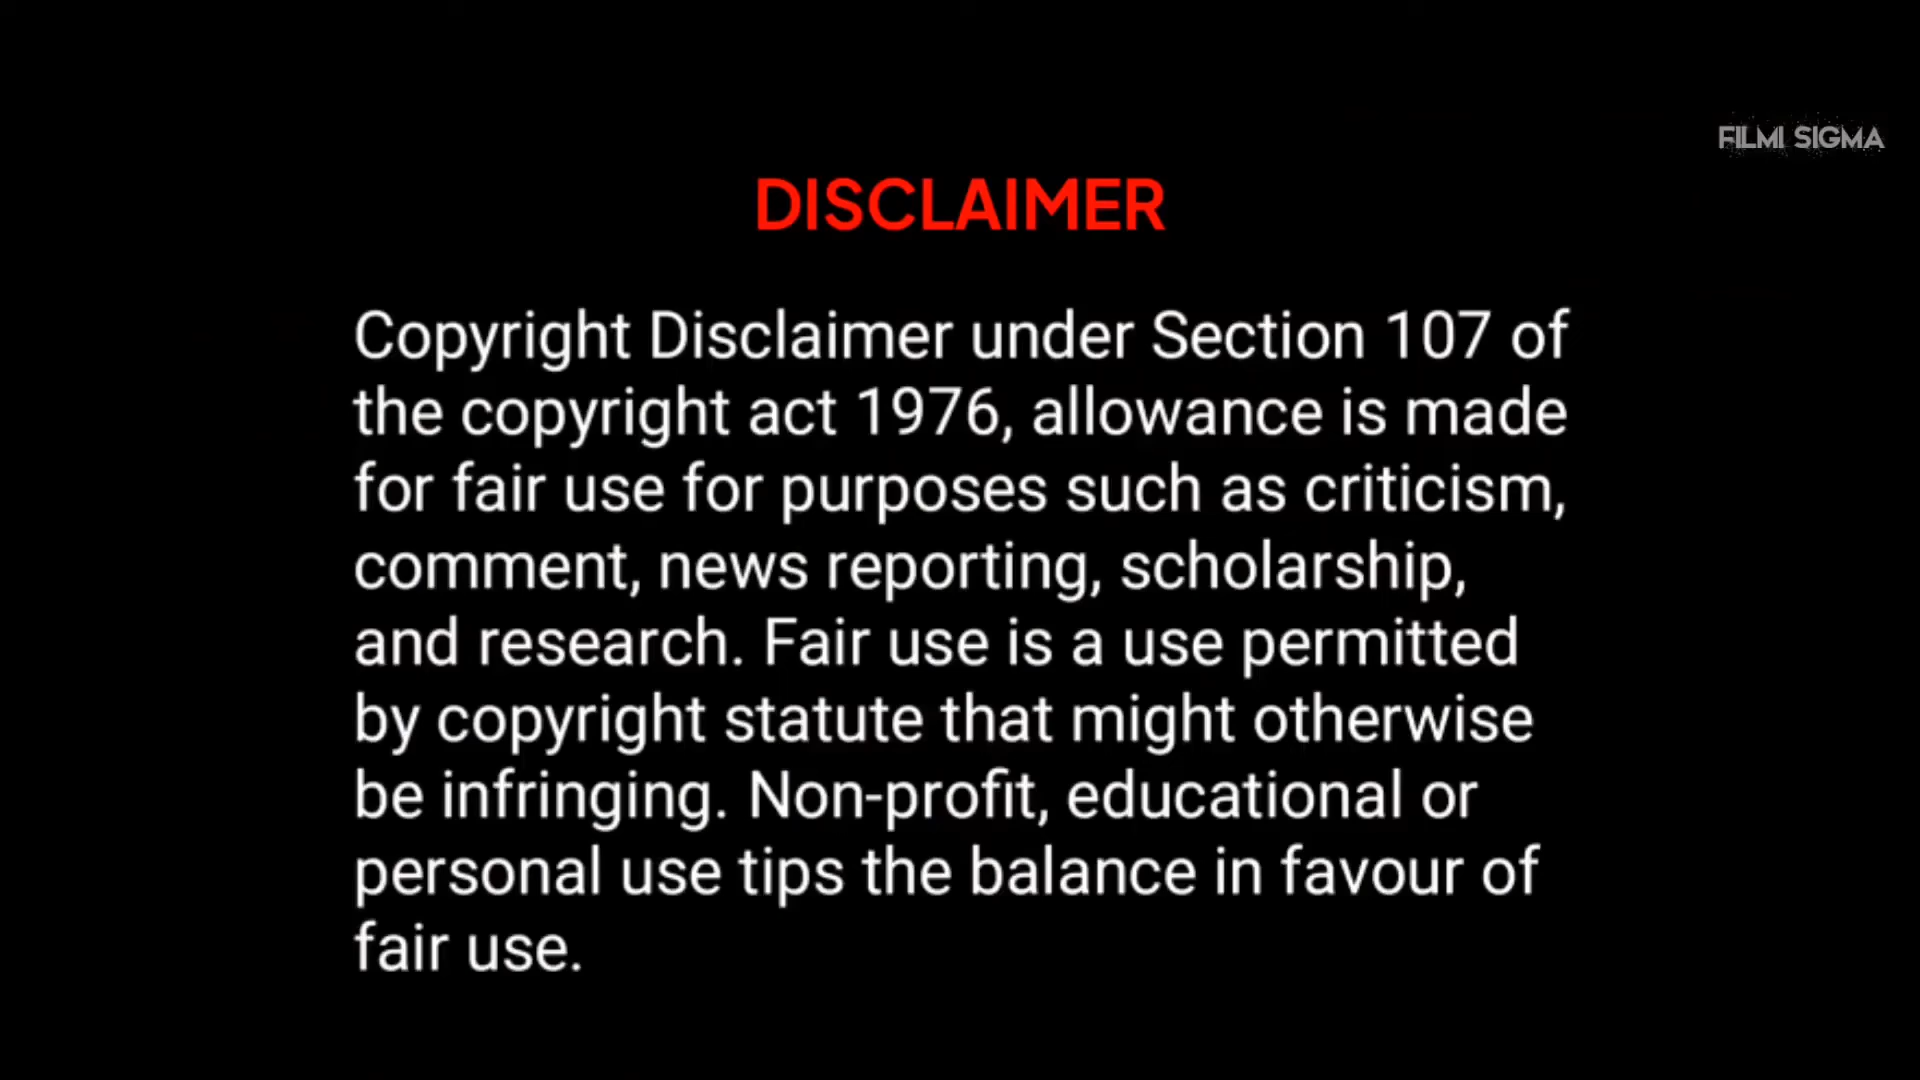 FILMI SIGMA
DISCLAIMER
Copyright Disclaimer under Section 107 of
the copyright act 1976, allowance is made
for fair use for purposes such as criticism,
comment, news reporting, scholarship,
and research. Fair use is a use permitted
by copyright statute that might otherwise
be infringing. Non-profit, educational or
personal use tips the balance in favour of
fair use.